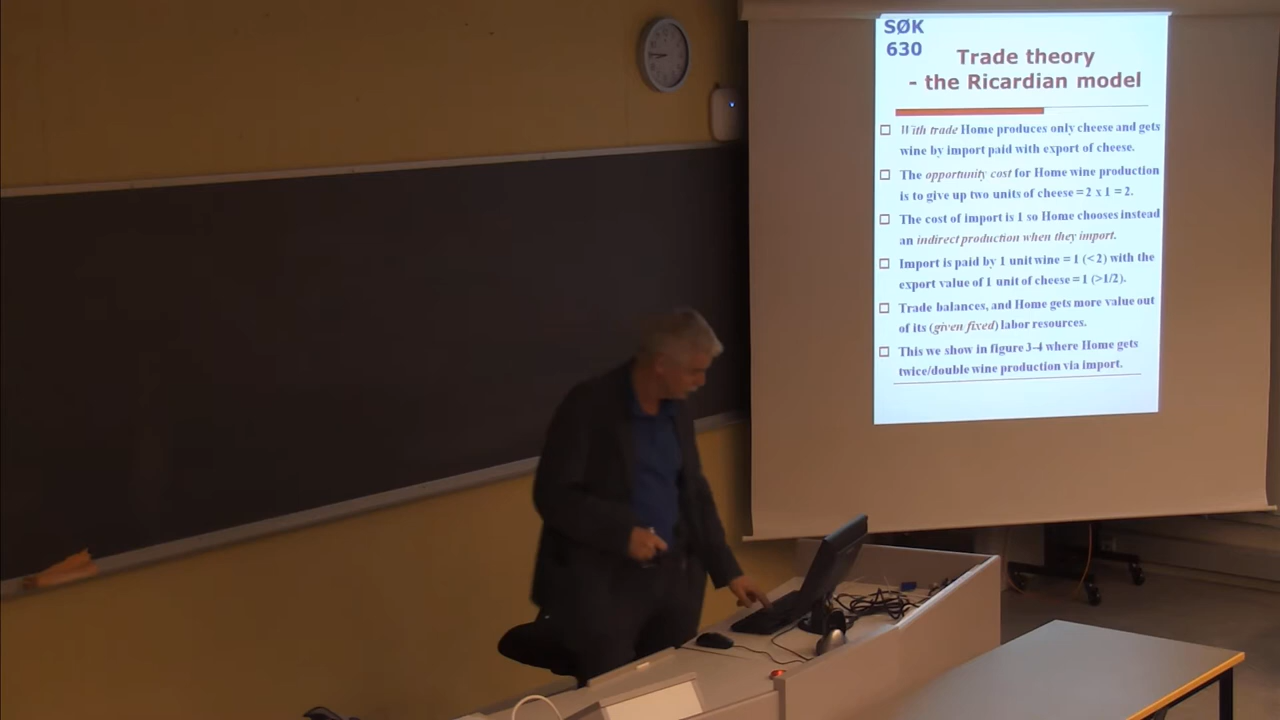 SØK
630
Trade theory
- the Ricardian model
With trade Home produces only cheese and gets
wine by import paid with export of cheese.
The opportunity cost for Home wine production
is to give up two units of cheese = 2 x 1 = 2.
The cost of import is 1 so Home chooses instead
an indirect production when they import.
Import is paid by 1 unit wine = 1 (<2) with the
export value of 1 unit of cheese = 1 (>1/2).
Trade balances, and Home gets more value out
of its (given fixed) labor resources.
This we show in figure 3-4 where Home gets
twice/double wine production via import.